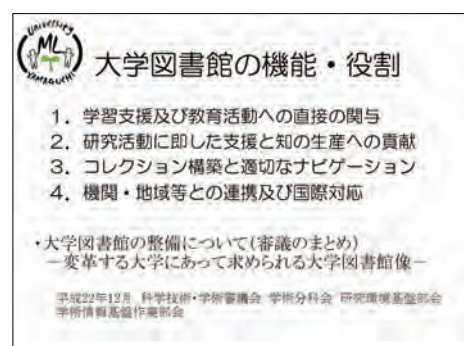 University
ML
YAMAGUCHI
大学図書館の機能・役割
1. 学習支援及び教育活動への直接の関与
2. 研究活動に即した支援と知の生産への貢献
3. コレクション構築と適切なナビゲーション
4. 機関・地域等との連携及び国際対応
・大学図書館の整備について(審議のまとめ)
－変革する大学にあって求められる大学図書館像－
平成22年12月 科学技術・学術審議会 学術分科会 研究環境基盤部会
学術情報基盤作業部会